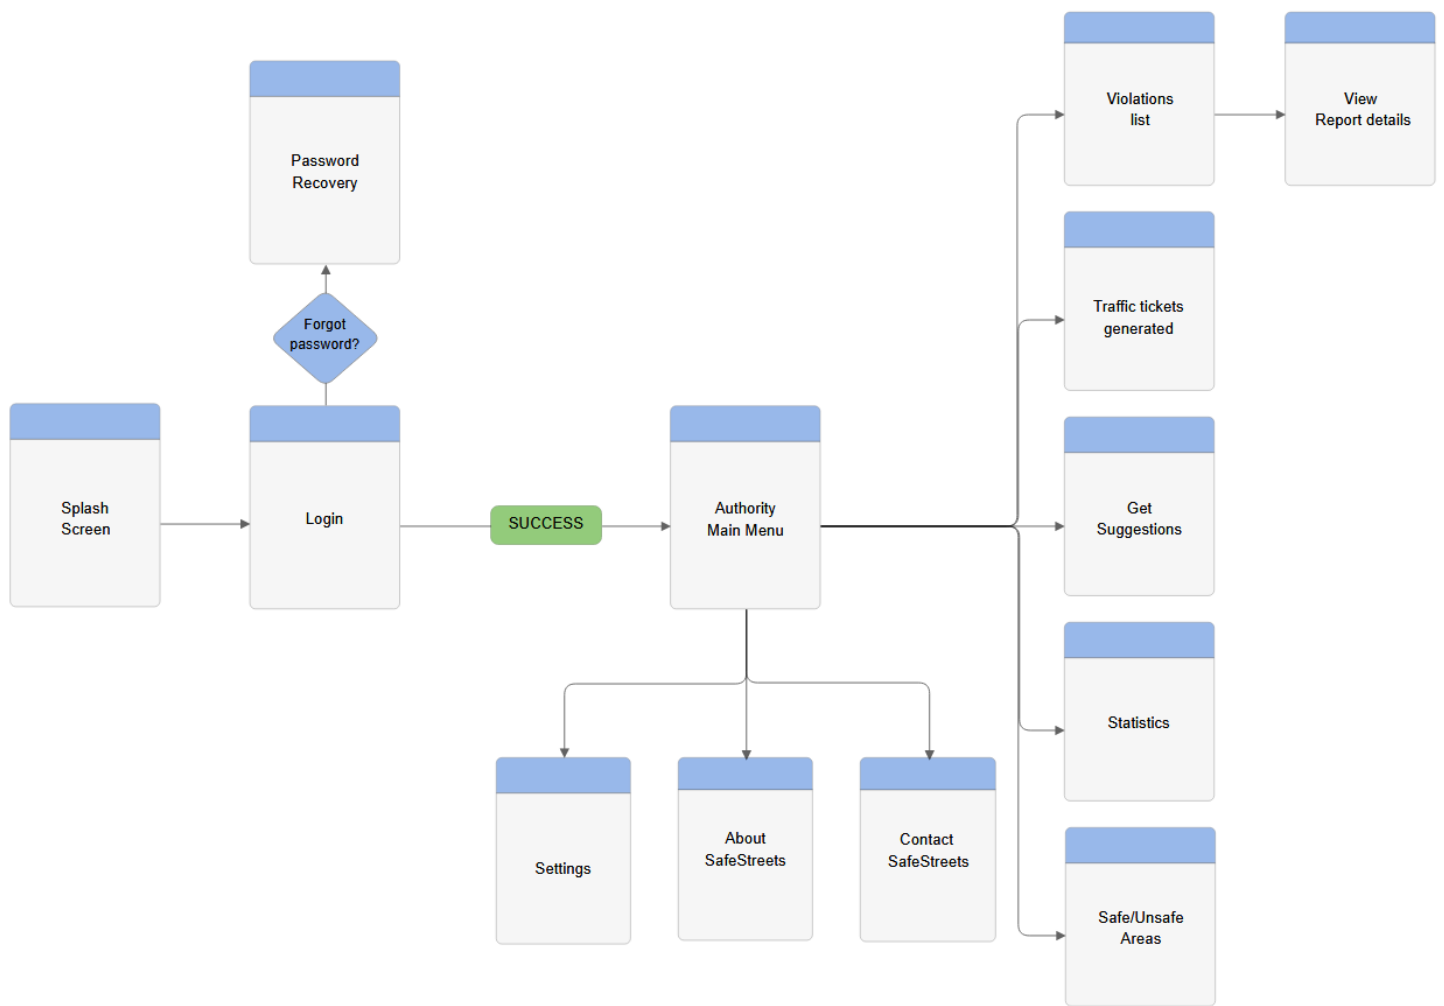 Violations
list
View
Report details
Password
Recovery
Traffic tickets
generated
Forgot
password?
Splash
Screen
Login
SUCCESS
Authority
Main Menu
Get
Suggestions
Statistics
Settings
About
SafeStreets
Contact
SafeStreets
Safe/Unsafe
Areas